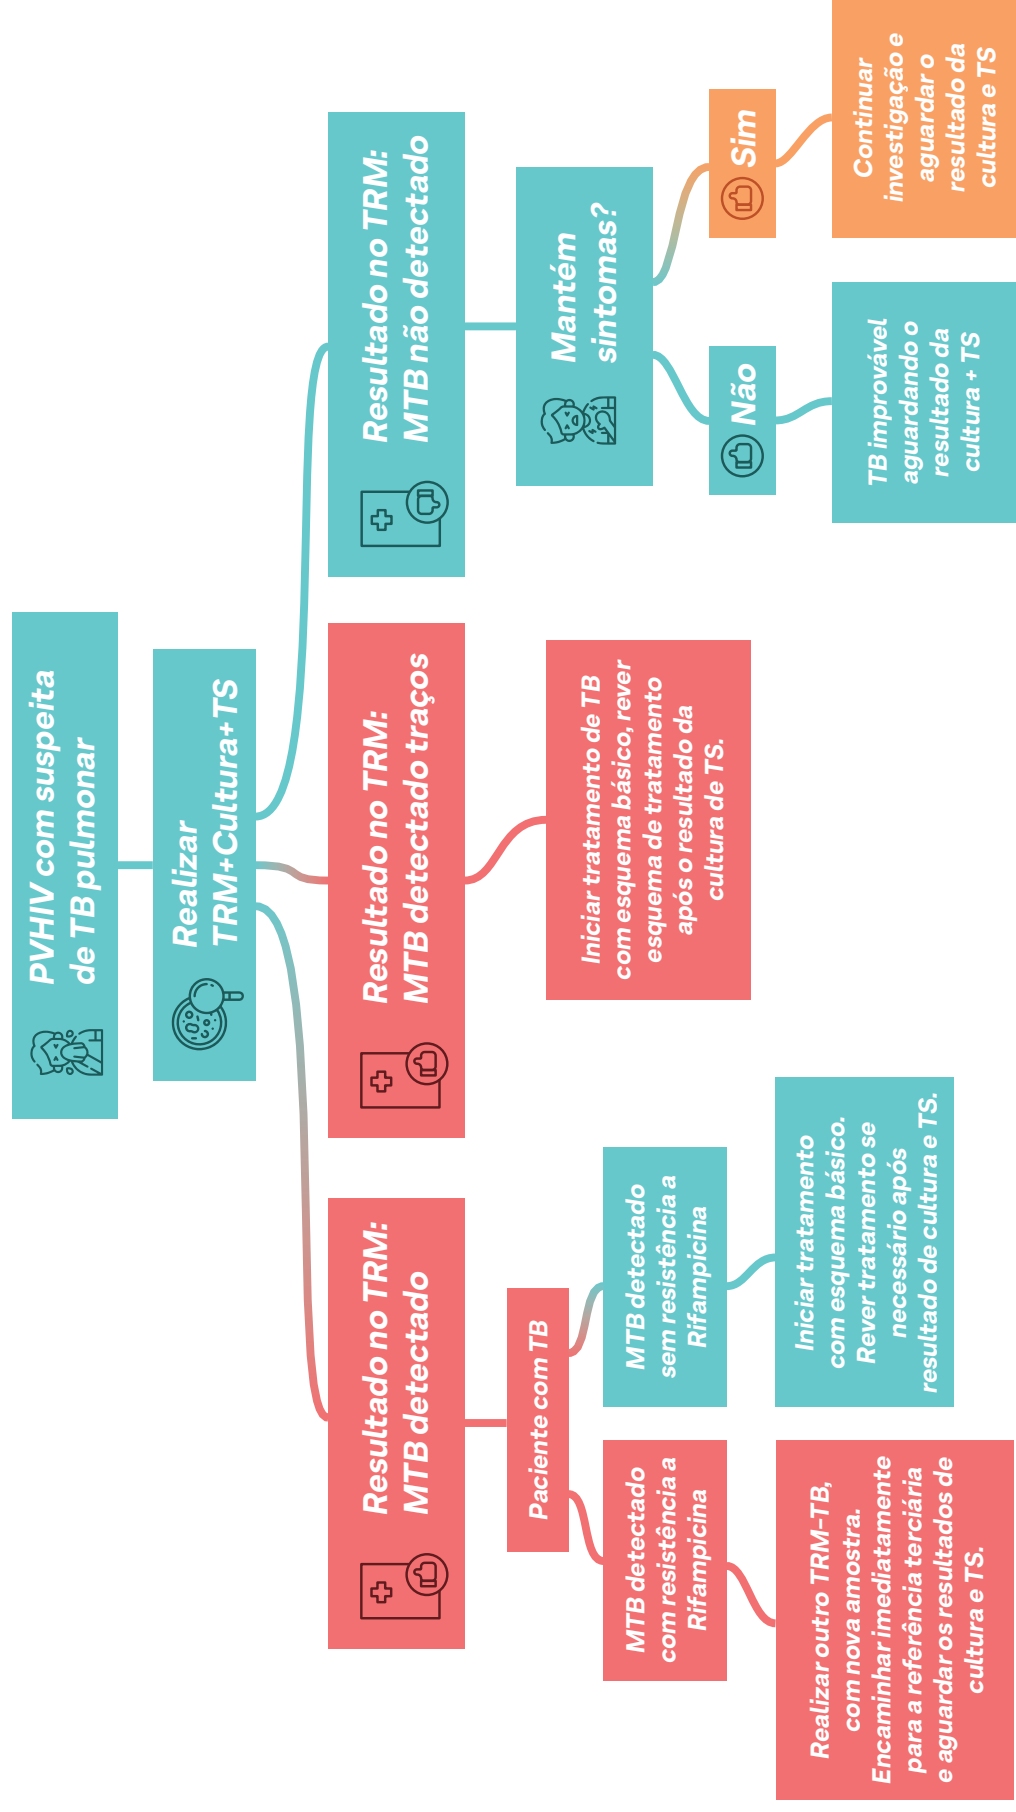 PVHIV com suspeita
de TB pulmonar
Realizar
TRM+Cultura+TS
Resultado no TRM:
MTB detectado
Resultado no TRM:
MTB detectado traços
Resultado no TRM:
MTB não detectado
Paciente com TB
MTB detectado
com resistência a
Rifampicina
MTB detectado
sem resistência a
Rifampicina
Realizar outro TRM-TB,
com nova amostra.
Encaminhar imediatamente
para a referência terciária
e aguardar os resultados de
cultura e TS.
Iniciar tratamento
com esquema básico.
Rever tratamento se
necessário após
resultado de cultura e TS.
Iniciar tratamento de TB
com esquema básico, rever
esquema de tratamento
após o resultado da
cultura de TS.
Mantém
sintomas?
Não
Sim
TB improvável
aguardando o
resultado da
cultura + TS
Continuar
investigação e
aguardar o
resultado da
cultura e TS